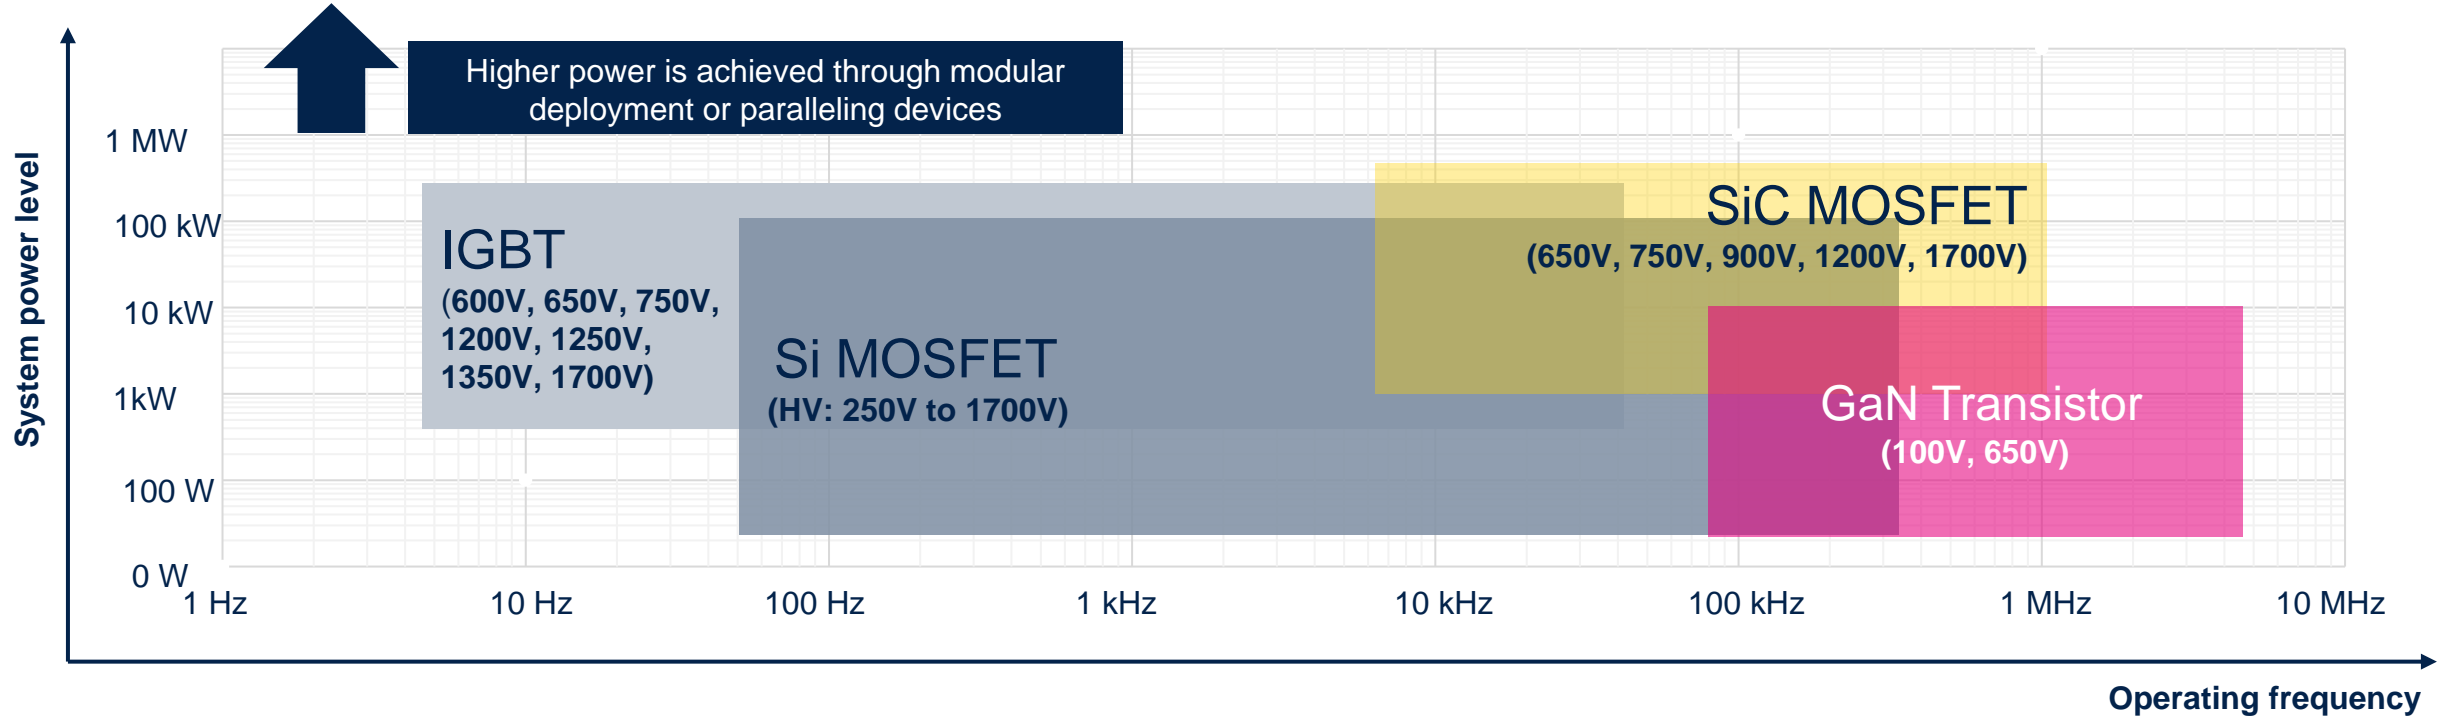 Higher power is achieved through modular
deployment or paralleling devices
System power level
1 MW
100 kW
10 kW
1kW
100 W
0 W
IGBT
(600V, 650V, 750V,
1200V, 1250V,
1350V, 1700V)
Si MOSFET
(HV: 250V to 1700V)
SiC MOSFET
(650V, 750V, 900V, 1200V, 1700V)
GaN Transistor
(100V, 650V)
1 Hz
10 Hz
100 Hz
1 kHz
10 kHz
100 kHz
1 MHz
10 MHz
Operating frequency